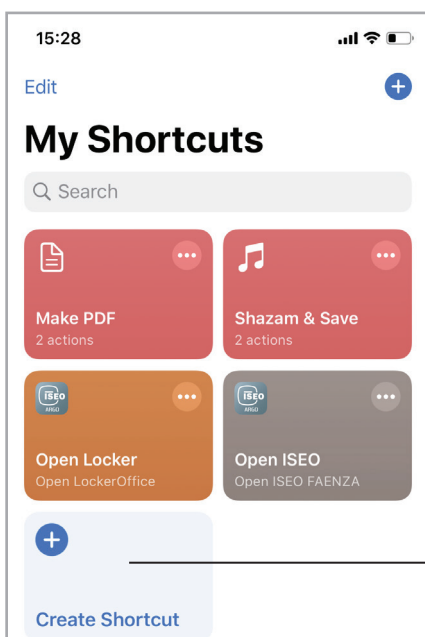 15:28
Edit
My Shortcuts
Search
Make PDF
2 actions
Shazam & Save
2 actions
ISEO
ARGO
Open Locker
Open LockerOffice
ISEO
ARGO
Open ISEO
Open ISEO FAENZA
Create Shortcut